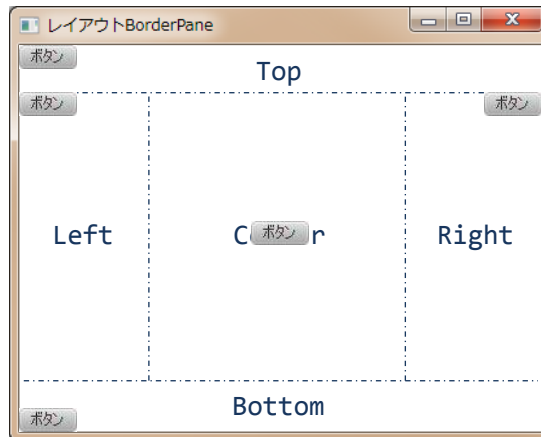 レイアウトBorderPane
ボタン
Top
ボタン
ボタン
Left
C ボタン r
Right
Bottom
ボタン